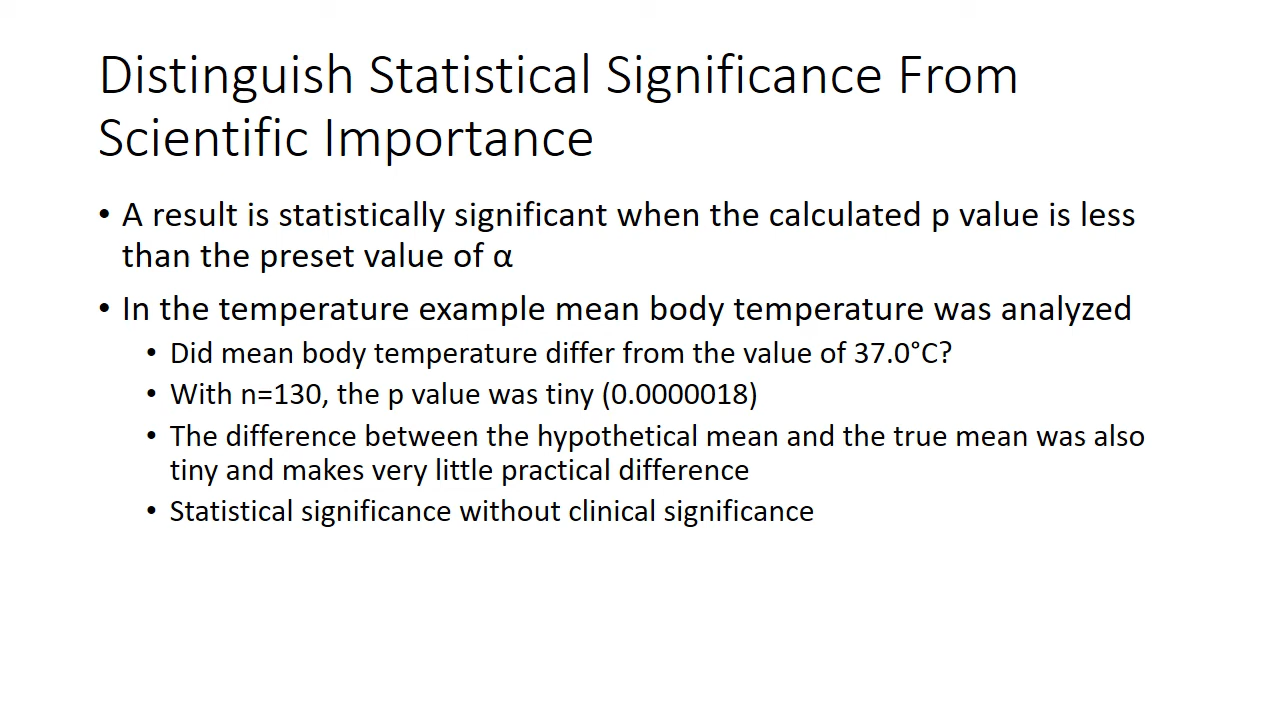 Distinguish Statistical Significance From
Scientific Importance
• A result is statistically significant when the calculated p value is less
than the preset value of α
• In the temperature example mean body temperature was analyzed
• Did mean body temperature differ from the value of 37.0°C?
• With n=130, the p value was tiny (0.0000018)
• The difference between the hypothetical mean and the true mean was also
tiny and makes very little practical difference
• Statistical significance without clinical significance